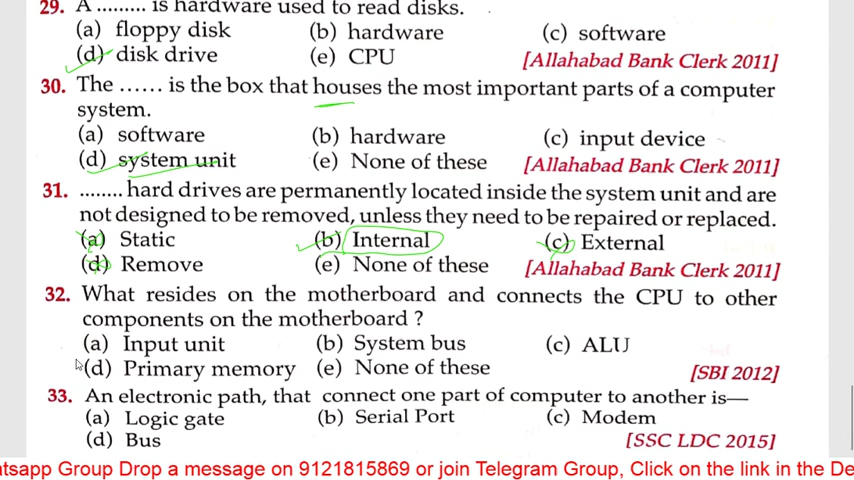 29. A ......... is hardware used to read disks.
(a) floppy disk (b) hardware (c) software
(d) disk drive (e) CPU [Allahabad Bank Clerk 2011]
30. The ...... is the box that houses the most important parts of a computer
system.
(a) software (b) hardware (c) input device
(d) system unit (e) None of these [Allahabad Bank Clerk 2011]
31. ........ hard drives are permanently located inside the system unit and are
not designed to be removed, unless they need to be repaired or replaced.
(a) Static (b) Internal (c) External
(d) Remove (e) None of these [Allahabad Bank Clerk 2011]
32. What resides on the motherboard and connects the CPU to other
components on the motherboard ?
(a) Input unit (b) System bus (c) ALU
(d) Primary memory (e) None of these [SBI 2012]
33. An electronic path, that connect one part of computer to another is—
(a) Logic gate (b) Serial Port (c) Modem
(d) Bus [SSC LDC 2015]
atsapp Group Drop a message on 9121815869 or join Telegram Group, Click on the link in the De